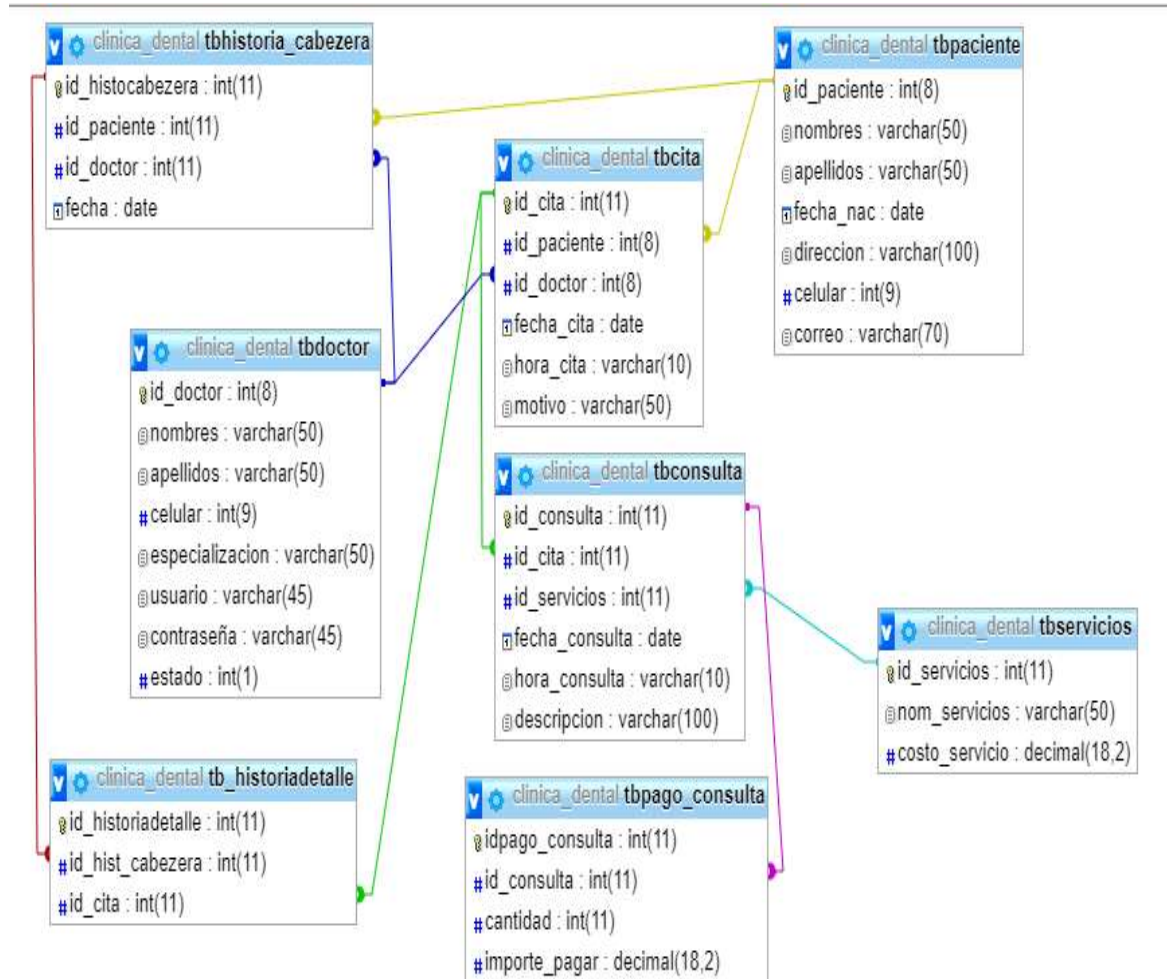 clinica_dental tbhistoria_cabezera
id_histocabezera : int(11)
id_paciente : int(11)
id_doctor : int(11)
fecha : date
clinica_dental tbpaciente
id_paciente : int(8)
nombres : varchar(50)
apellidos : varchar(50)
fecha_nac : date
direccion : varchar(100)
celular : int(9)
correo : varchar(70)
clinica_dental tbcita
id_cita : int(11)
id_paciente : int(8)
id_doctor : int(8)
fecha_cita : date
hora_cita : varchar(10)
motivo : varchar(50)
clinica_dental tbdoctor
id_doctor : int(8)
nombres : varchar(50)
apellidos : varchar(50)
celular : int(9)
especializacion : varchar(50)
usuario : varchar(45)
contraseña : varchar(45)
estado : int(1)
clinica_dental tbconsulta
id_consulta : int(11)
id_cita : int(11)
id_servicios : int(11)
fecha_consulta : date
hora_consulta : varchar(10)
descripcion : varchar(100)
clinica_dental tbservicios
id_servicios : int(11)
nom_servicios : varchar(50)
costo_servicio : decimal(18,2)
clinica_dental tb_historiadetalle
id_historiadetalle : int(11)
id_hist_cabezera : int(11)
id_cita : int(11)
clinica_dental tbpago_consulta
idpago_consulta : int(11)
id_consulta : int(11)
cantidad : int(11)
importe_pagar : decimal(18,2)